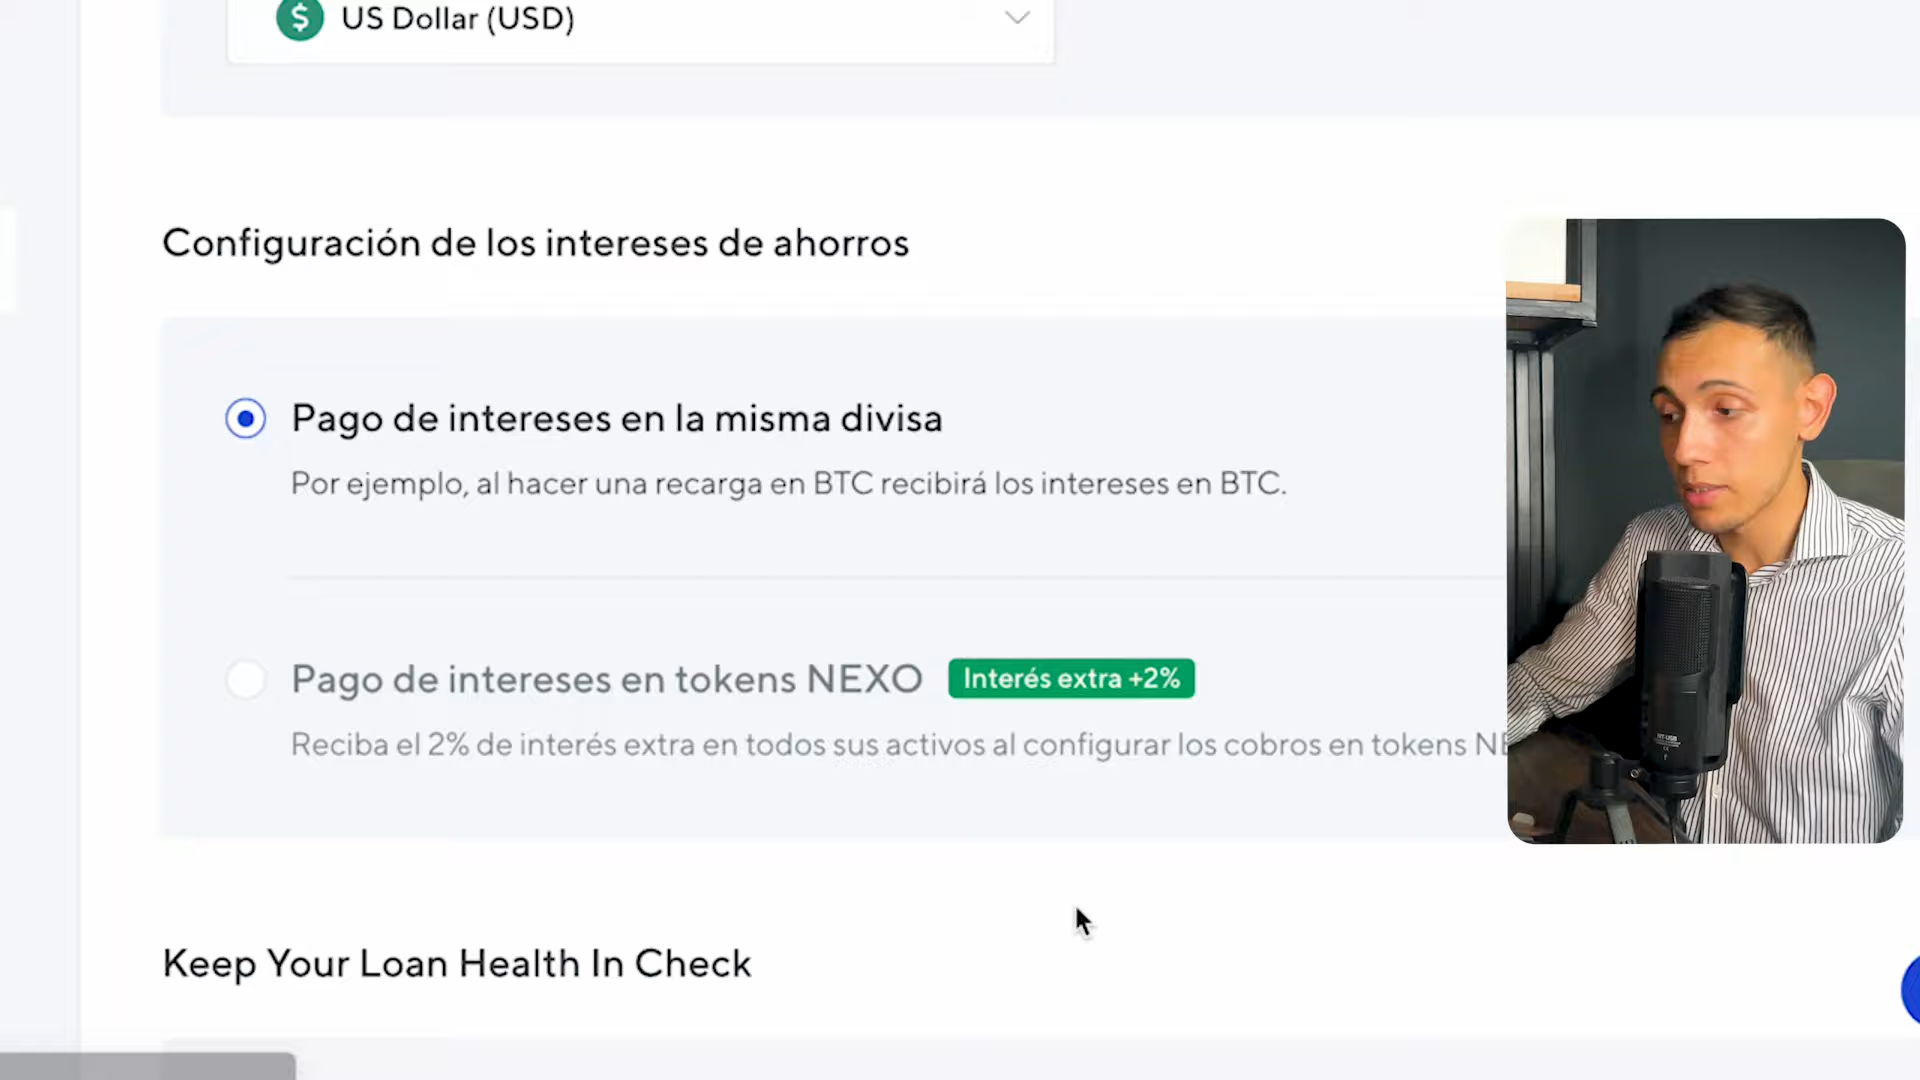 $ US Dollar (USD)
Configuración de los intereses de ahorros
Pago de intereses en la misma divisa
Por ejemplo, al hacer una recarga en BTC recibirá los intereses en BTC.
Pago de intereses en tokens NEXO Interés extra +2%
Reciba el 2% de interés extra en todos sus activos al configurar los cobros en tokens
Keep Your Loan Health In Check